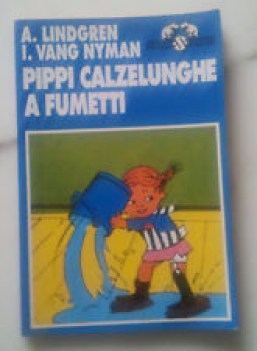 A. LINDGREN
I. VANG NYMAN
PIPPI CALZELUNGHE
A FUMETTI